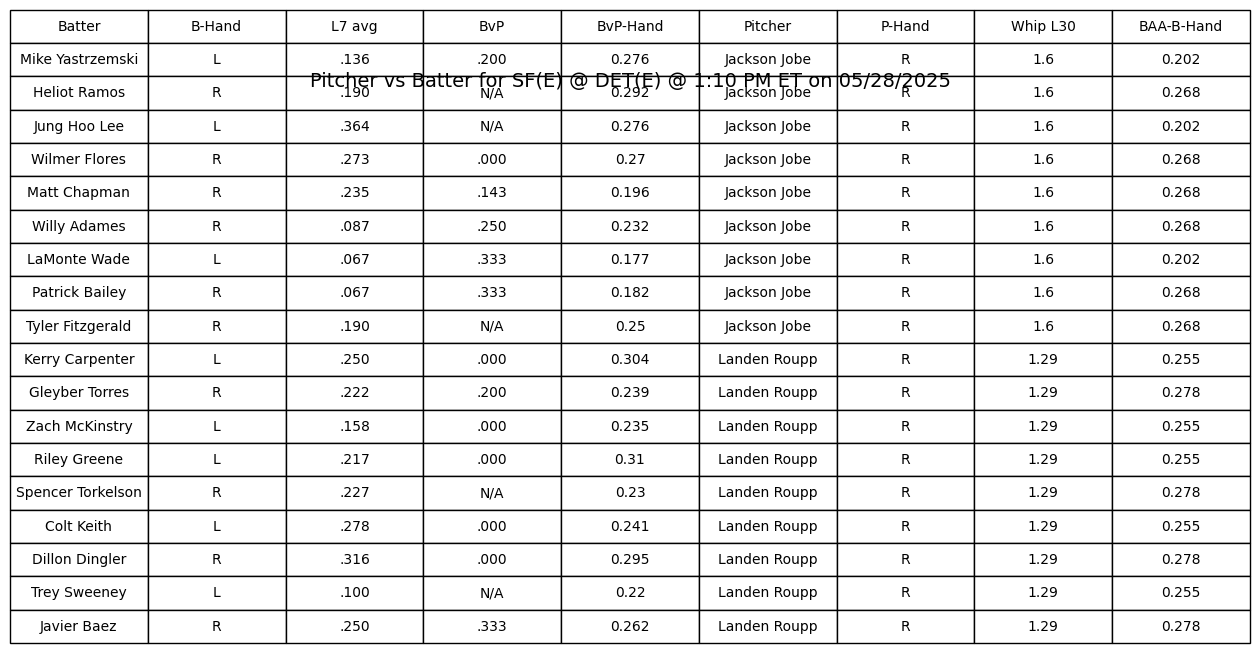 Batter B-Hand L7 avg BvP BvP-Hand Pitcher P-Hand Whip L30 BAA-B-Hand
Mike Yastrzemski L .136 .200 0.276 Jackson Jobe R 1.6 0.202
Pitcher vs Batter for SF(E) @ DET(E) @ 1:10 PM ET on 05/28/2025
Heliot Ramos R .190 N/A 0.292 Jackson Jobe R 1.6 0.268
Jung Hoo Lee L .364 N/A 0.276 Jackson Jobe R 1.6 0.202
Wilmer Flores R .273 .000 0.27 Jackson Jobe R 1.6 0.268
Matt Chapman R .235 .143 0.196 Jackson Jobe R 1.6 0.268
Willy Adames R .087 .250 0.232 Jackson Jobe R 1.6 0.268
LaMonte Wade L .067 .333 0.177 Jackson Jobe R 1.6 0.202
Patrick Bailey R .067 .333 0.182 Jackson Jobe R 1.6 0.268
Tyler Fitzgerald R .190 N/A 0.25 Jackson Jobe R 1.6 0.268
Kerry Carpenter L .250 .000 0.304 Landen Roupp R 1.29 0.255
Gleyber Torres R .222 .200 0.239 Landen Roupp R 1.29 0.278
Zach McKinstry L .158 .000 0.235 Landen Roupp R 1.29 0.255
Riley Greene L .217 .000 0.31 Landen Roupp R 1.29 0.255
Spencer Torkelson R .227 N/A 0.23 Landen Roupp R 1.29 0.278
Colt Keith L .278 .000 0.241 Landen Roupp R 1.29 0.255
Dillon Dingler R .316 .000 0.295 Landen Roupp R 1.29 0.278
Trey Sweeney L .100 N/A 0.22 Landen Roupp R 1.29 0.255
Javier Baez R .250 .333 0.262 Landen Roupp R 1.29 0.278